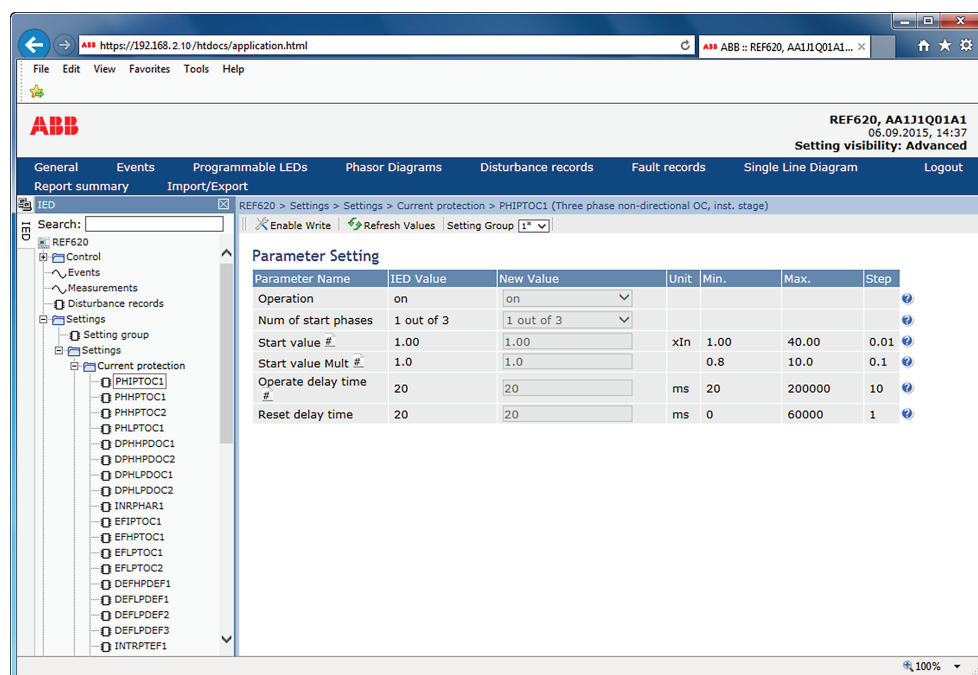 ABB https://192.168.2.10/htdocs/application.html
ABB ABB :: REF620, AA1J1Q01A1...
File Edit View Favorites Tools Help
ABB
REF620, AA1J1Q01A1
06.09.2015, 14:37
Setting visibility: Advanced
General Events Programmable LEDs Phasor Diagrams Disturbance records Fault records Single Line Diagram Logout
Report summary Import/Export
IED
IED
Search:
REF620
Control
Events
Measurements
Disturbance records
Settings
Setting group
Settings
Current protection
PHIPTOC1
PHHPTOC1
PHHPTOC2
PHLPTOC1
DPHHPDOC1
DPHHPDOC2
DPHLPDOC1
DPHLPDOC2
INRPHAR1
EFIPTOC1
EFHPTOC1
EFLPTOC1
EFLPTOC2
DEFHPDEF1
DEFLPDEF1
DEFLPDEF2
DEFLPDEF3
INTRPTEF1
REF620 > Settings > Settings > Current protection > PHIPTOC1 (Three phase non-directional OC, inst. stage)
Enable Write Refresh Values Setting Group 1*
Parameter Setting
Parameter Name IED Value New Value Unit Min. Max. Step
Operation on on
Num of start phases 1 out of 3 1 out of 3
Start value # 1.00 1.00 xIn 1.00 40.00 0.01
Start value Mult # 1.0 1.0 0.8 10.0 0.1
Operate delay time
# 20 20 ms 20 200000 10
Reset delay time 20 20 ms 0 60000 1
100%